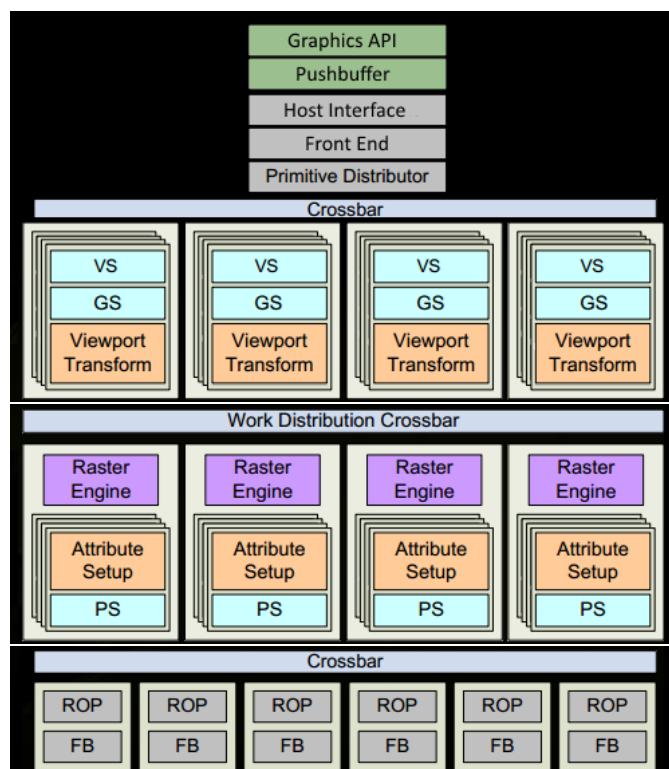 Graphics API
Pushbuffer
Host Interface
Front End
Primitive Distributor
Crossbar
VS VS VS VS
GS GS GS GS
Viewport Viewport Viewport Viewport
Transform Transform Transform Transform
Work Distribution Crossbar
Raster Raster Raster Raster
Engine Engine Engine Engine
Attribute Attribute Attribute Attribute
Setup Setup Setup Setup
PS PS PS PS
Crossbar
ROP ROP ROP ROP ROP ROP
FB FB FB FB FB FB